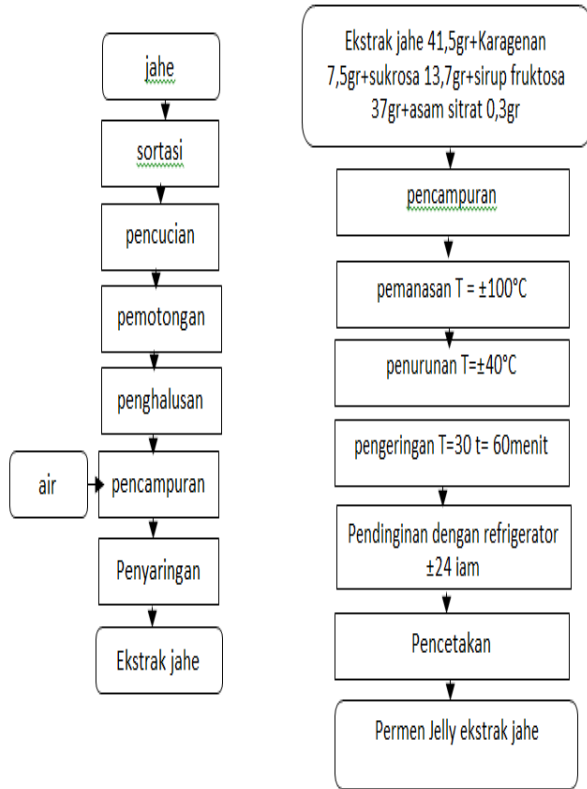 jahe
sortasi
pencucian
pemotongan
penghalusan
air
pencampuran
Penyaringan
Ekstrak jahe
Ekstrak jahe 41,5gr+Karagenan
7,5gr+sukrosa 13,7gr+sirup fruktosa
37gr+asam sitrat 0,3gr
pencampuran
pemanasan T = ±100°C
penurunan T=±40°C
pengeringan T=30 t= 60menit
Pendinginan dengan refrigerator
±24 iam
Pencetakan
Permen Jelly ekstrak jahe